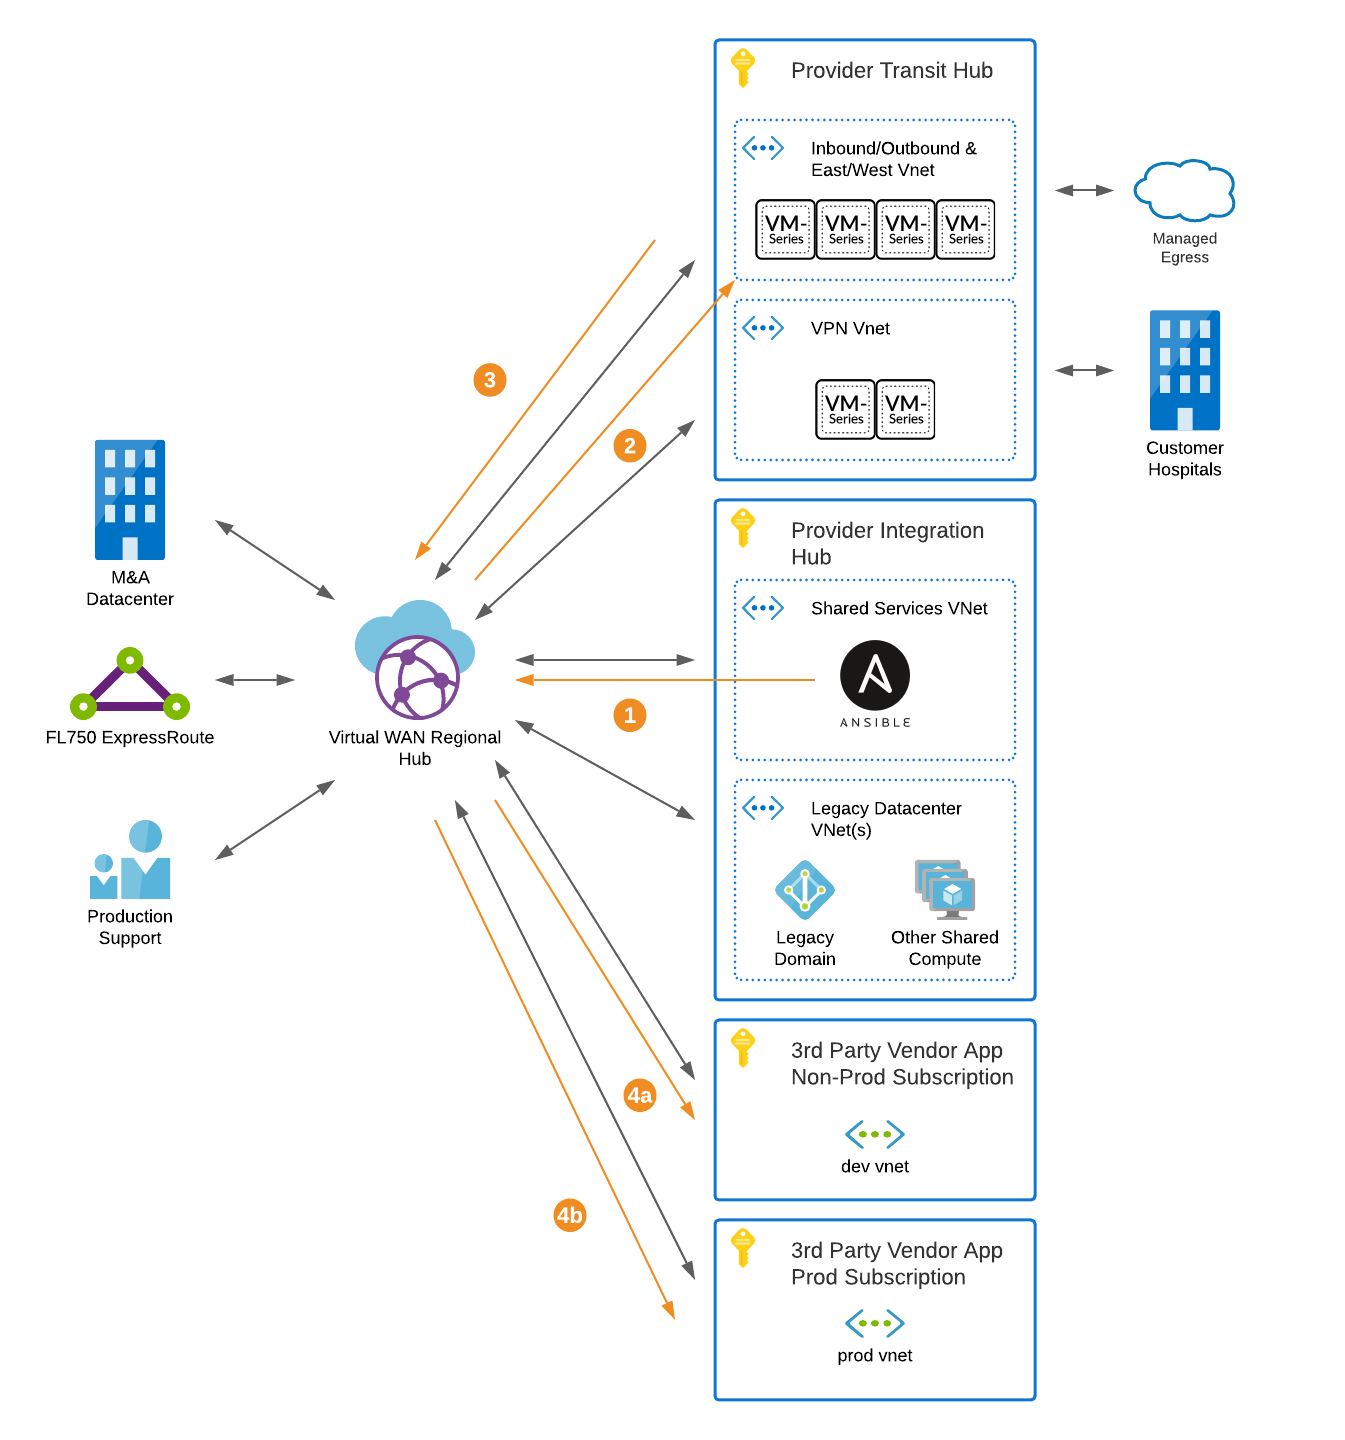 Provider Transit Hub
Inbound/Outbound &
East/West Vnet
VM-
Series
VM-
Series
VM-
Series
VM-
Series
Managed
Egress
VPN Vnet
VM-
Series
VM-
Series
Customer
Hospitals
3
2
M&A
Datacenter
FL750 ExpressRoute
Production
Support
Virtual WAN Regional
Hub
1
Provider Integration
Hub
Shared Services VNet
ANSIBLE
Legacy Datacenter
VNet(s)
Legacy
Domain
Other Shared
Compute
4a
3rd Party Vendor App
Non-Prod Subscription
dev vnet
4b
3rd Party Vendor App
Prod Subscription
prod vnet